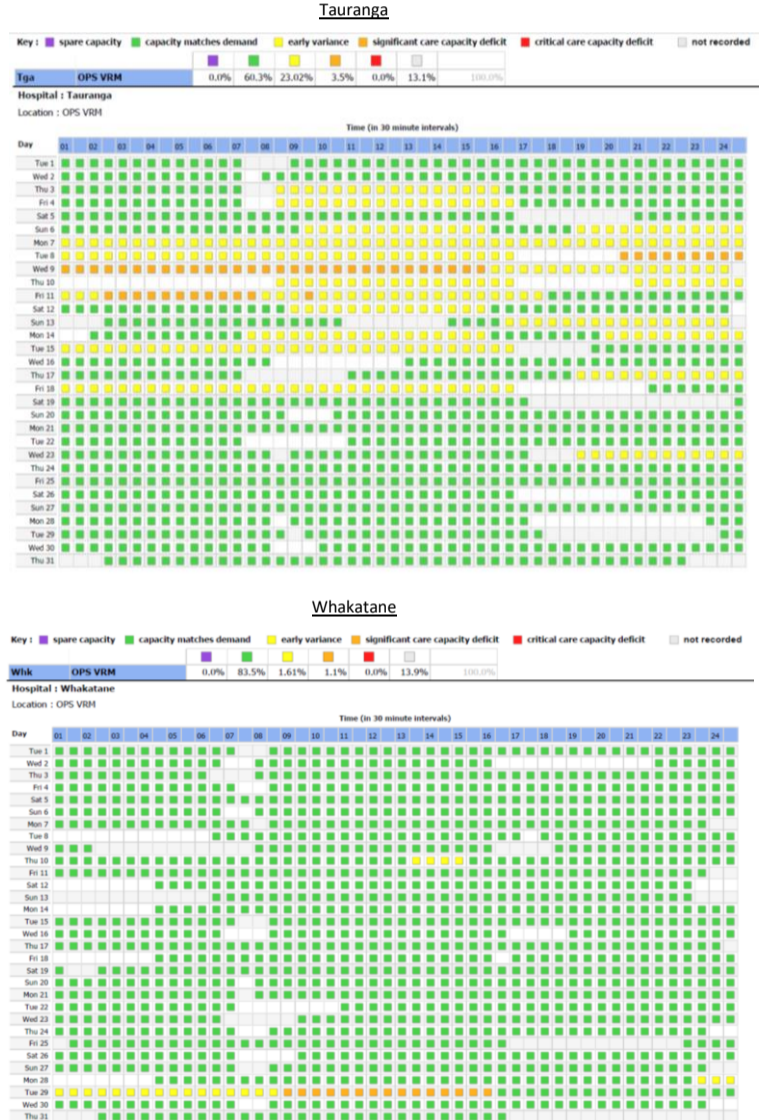 Tauranga
Key : spare capacity capacity matches demand early variance significant care capacity deficit critical care capacity deficit not recorded
Tga OPS VRM 0.0% 60.3% 23.02% 3.5% 0.0% 13.1% 100.0%
Hospital : Tauranga
Location : OPS VRM
Time (in 30 minute intervals)
Day 01 02 03 04 05 06 07 08 09 10 11 12 13 14 15 16 17 18 19 20 21 22 23 24
Tue 1
Wed 2
Thu 3
Fri 4
Sat 5
Sun 6
Mon 7
Tue 8
Wed 9
Thu 10
Fri 11
Sat 12
Sun 13
Mon 14
Tue 15
Wed 16
Thu 17
Fri 18
Sat 19
Sun 20
Mon 21
Tue 22
Wed 23
Thu 24
Fri 25
Sat 26
Sun 27
Mon 28
Tue 29
Wed 30
Thu 31
Whakatane
Key : spare capacity capacity matches demand early variance significant care capacity deficit critical care capacity deficit not recorded
Whk OPS VRM 0.0% 83.5% 1.61% 1.1% 0.0% 13.9% 100.0%
Hospital : Whakatane
Location : OPS VRM
Time (in 30 minute intervals)
Day 01 02 03 04 05 06 07 08 09 10 11 12 13 14 15 16 17 18 19 20 21 22 23 24
Tue 1
Wed 2
Thu 3
Fri 4
Sat 5
Sun 6
Mon 7
Tue 8
Wed 9
Thu 10
Fri 11
Sat 12
Sun 13
Mon 14
Tue 15
Wed 16
Thu 17
Fri 18
Sat 19
Sun 20
Mon 21
Tue 22
Wed 23
Thu 24
Fri 25
Sat 26
Sun 27
Mon 28
Tue 29
Wed 30
Thu 31